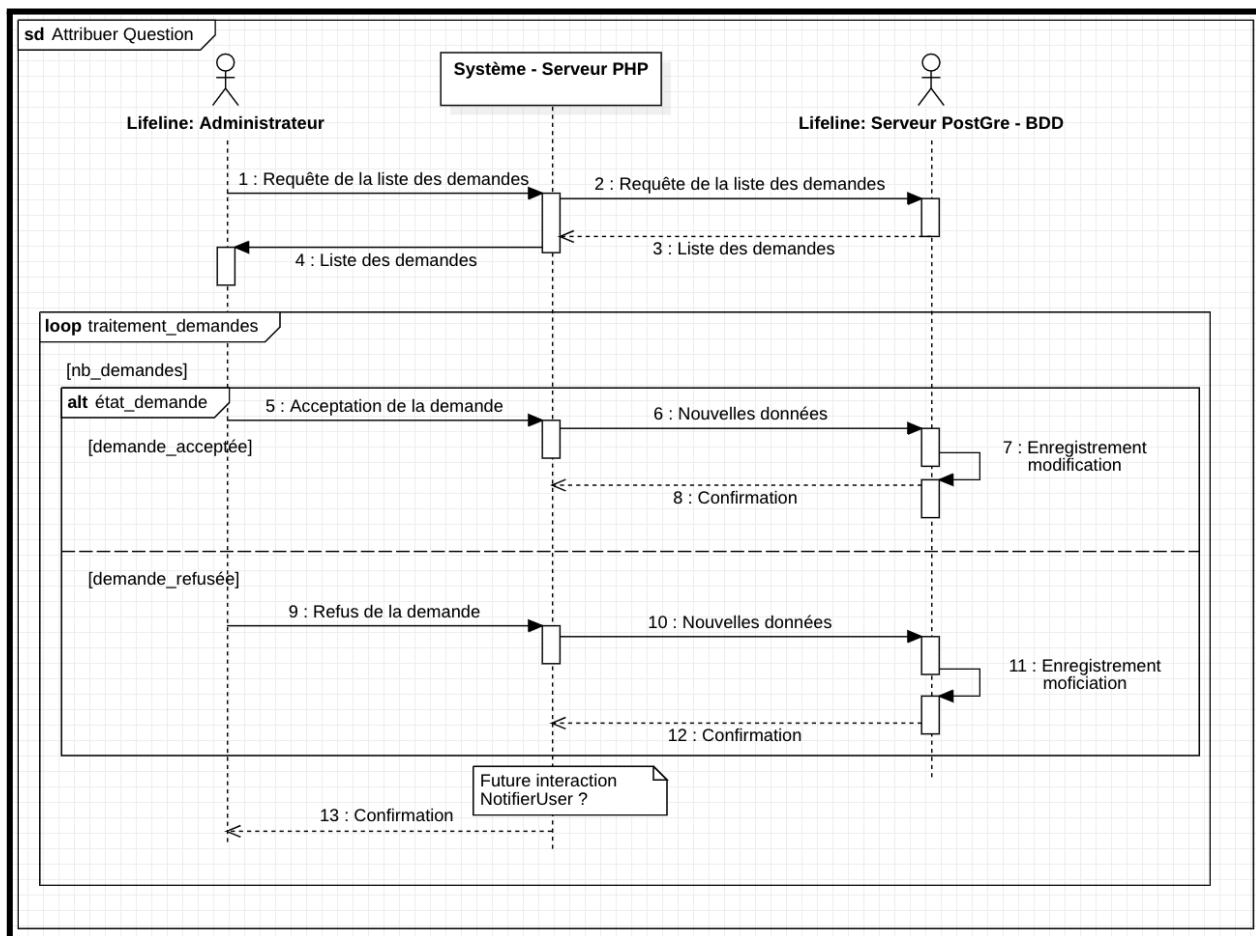 sd Attribuer Question
Système - Serveur PHP
Lifeline: Administrateur
Lifeline: Serveur PostGre - BDD
1 : Requête de la liste des demandes
2 : Requête de la liste des demandes
3 : Liste des demandes
4 : Liste des demandes
loop traitement_demandes
[nb_demandes]
alt état_demande
5 : Acceptation de la demande
6 : Nouvelles données
[demande_acceptée]
7 : Enregistrement
modification
8 : Confirmation
[demande_refusée]
9 : Refus de la demande
10 : Nouvelles données
11 : Enregistrement
moficiation
12 : Confirmation
Future interaction
NotifierUser ?
13 : Confirmation